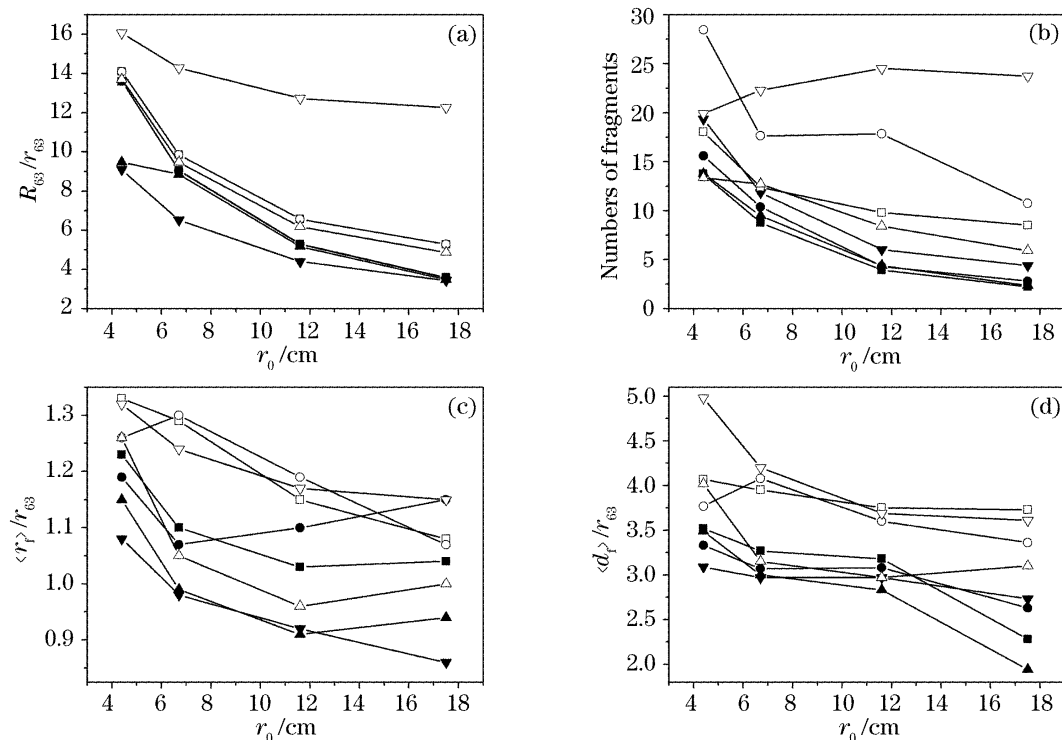 (a)
R63/r63
16
14
12
10
8
6
4
2
4 6 8 10 12 14 16 18
r0/cm
(b)
Numbers of fragments
30
25
20
15
10
5
0
4 6 8 10 12 14 16 18
r0/cm
(c)
⟨rf⟩/r63
1.3
1.2
1.1
1.0
0.9
4 6 8 10 12 14 16 18
r0/cm
(d)
⟨df⟩/r63
5.0
4.5
4.0
3.5
3.0
2.5
2.0
4 6 8 10 12 14 16 18
r0/cm